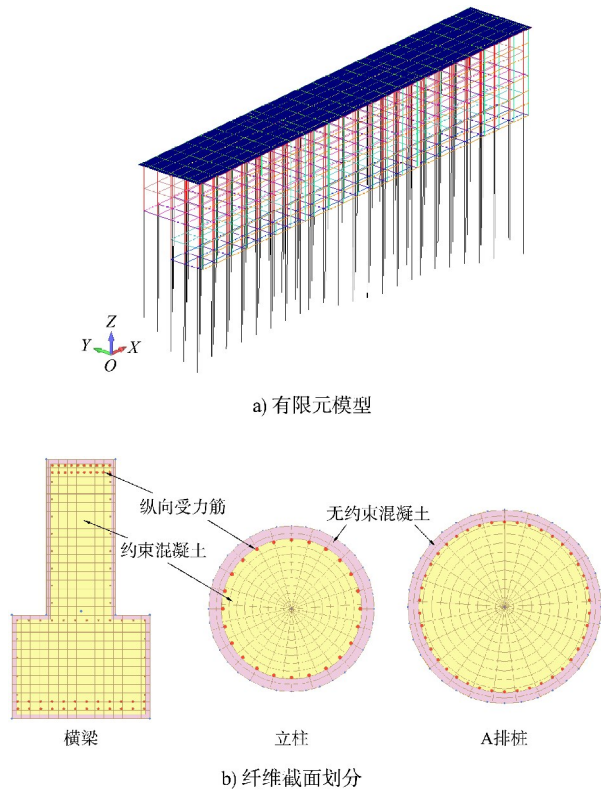 Z
Y
X
O
a) 有限元模型
纵向受力筋
无约束混凝土
约束混凝土
横梁
立柱
A排桩
b) 纤维截面划分